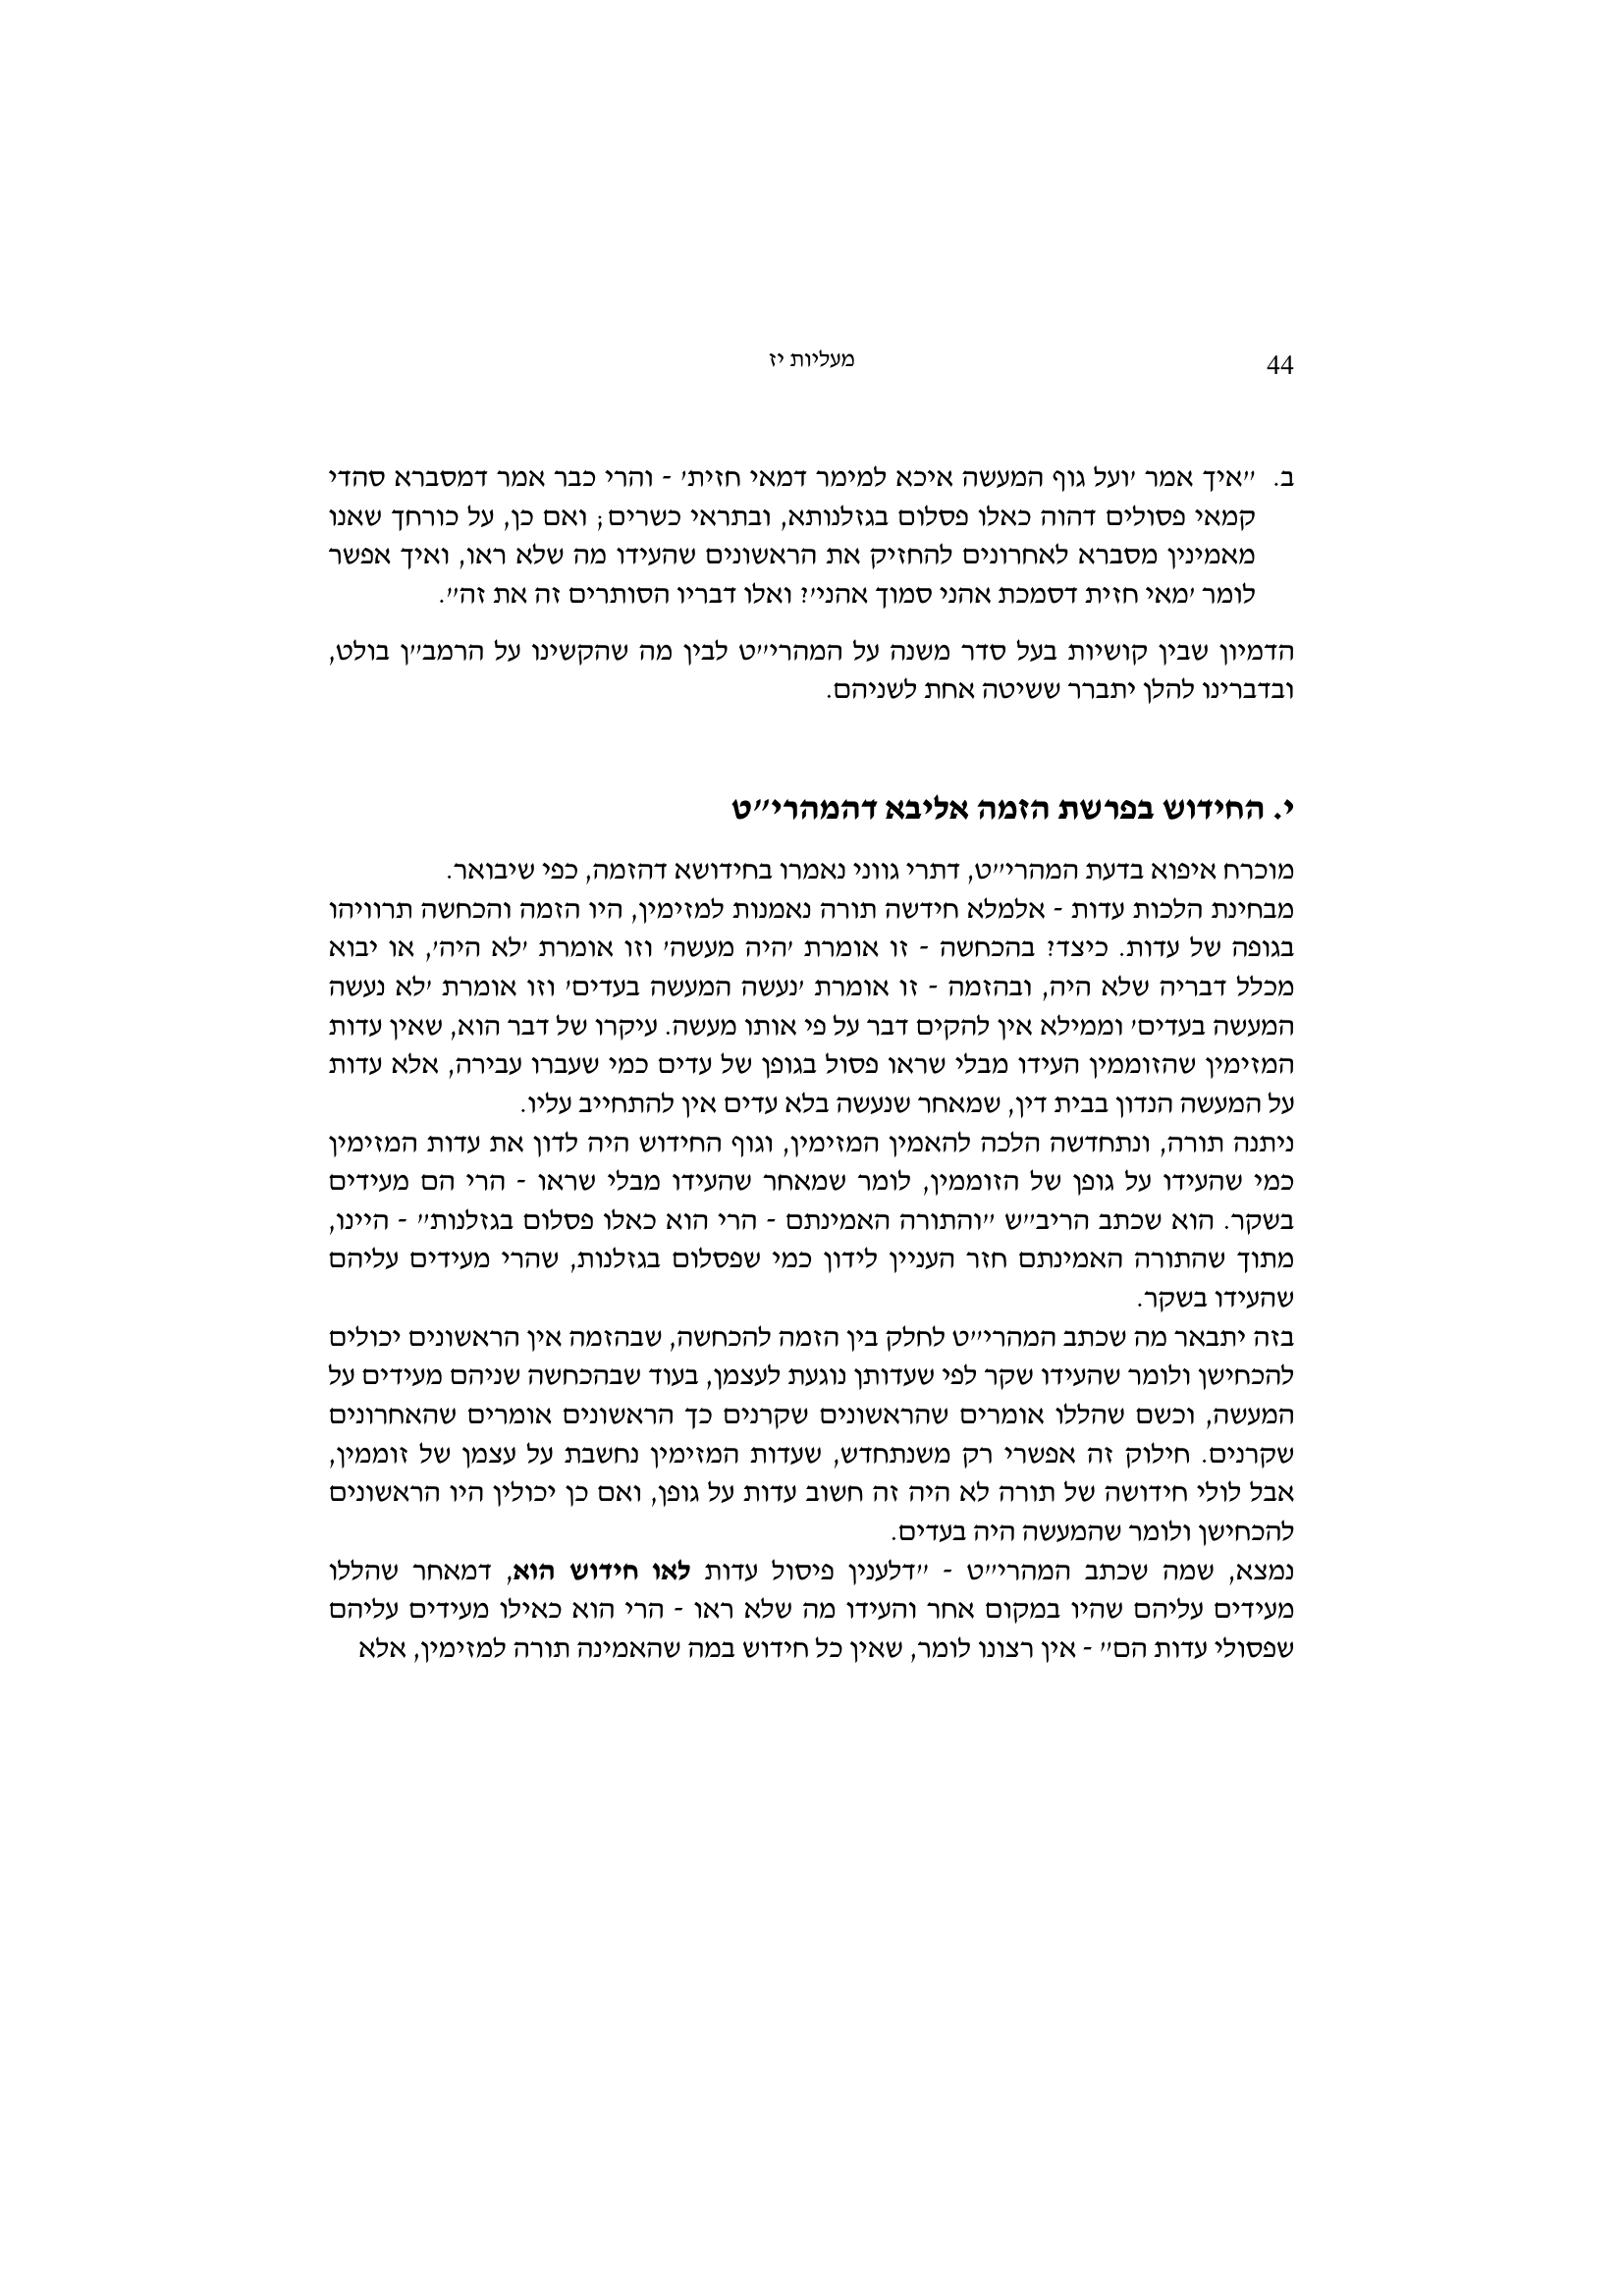 44
מעליות יז
ב. "איך אמר 'ועל גוף המעשה איכא למימר דמאי חזית' - והרי כבר אמר דמסברא סהדי
קמאי פסולים דהוה כאלו פסלום בגזלנותא, ובתראי כשרים; ואם כן, על כורחך שאנו
מאמינין מסברא לאחרונים להחזיק את הראשונים שהעידו מה שלא ראו, ואיך אפשר
לומר 'מאי חזית דסמכת אהני סמוך אהני'? ואלו דבריו הסותרים זה את זה".
הדמיון שבין קושיות בעל סדר משנה על המהרי"ט לבין מה שהקשינו על הרמב"ן בולט,
ובדברינו להלן יתברר ששיטה אחת לשניהם.
י. החידוש בפרשת הזמה אליבא דהמהרי"ט
מוכרח איפוא בדעת המהרי"ט, דתרי גווני נאמרו בחידושא דהזמה, כפי שיבואר.
מבחינת הלכות עדות - אלמלא חידשה תורה נאמנות למזימין, היו הזמה והכחשה תרוויהו
בגופה של עדות. כיצד? בהכחשה - זו אומרת 'היה מעשה' וזו אומרת 'לא היה', או יבוא
מכלל דבריה שלא היה, ובהזמה - זו אומרת 'נעשה המעשה בעדים' וזו אומרת 'לא נעשה
המעשה בעדים' וממילא אין להקים דבר על פי אותו מעשה. עיקרו של דבר הוא, שאין עדות
המזימין שהזוממין העידו מבלי שראו פסול בגופן של עדים כמי שעברו עבירה, אלא עדות
על המעשה הנדון בבית דין, שמאחר שנעשה בלא עדים אין להתחייב עליו.
ניתנה תורה, ונתחדשה הלכה להאמין המזימין, וגוף החידוש היה לדון את עדות המזימין
כמי שהעידו על גופן של הזוממין, לומר שמאחר שהעידו מבלי שראו - הרי הם מעידים
בשקר. הוא שכתב הריב"ש "והתורה האמינתם - הרי הוא כאלו פסלום בגזלנות" - היינו,
מתוך שהתורה האמינתם חזר העניין לידון כמי שפסלום בגזלנות, שהרי מעידים עליהם
שהעידו בשקר.
בזה יתבאר מה שכתב המהרי"ט לחלק בין הזמה להכחשה, שבהזמה אין הראשונים יכולים
להכחישן ולומר שהעידו שקר לפי שעדותן נוגעת לעצמן, בעוד שבהכחשה שניהם מעידים על
המעשה, וכשם שהללו אומרים שהראשונים שקרנים כך הראשונים אומרים שהאחרונים
שקרנים. חילוק זה אפשרי רק משנתחדש, שעדות המזימין נחשבת על עצמן של זוממין,
אבל לולי חידושה של תורה לא היה זה חשוב עדות על גופן, ואם כן יכולין היו הראשונים
להכחישן ולומר שהמעשה היה בעדים.
נמצא, שמה שכתב המהרי"ט - "דלענין פיסול עדות לאו חידוש הוא, דמאחר שהללו
מעידים עליהם שהיו במקום אחר והעידו מה שלא ראו - הרי הוא כאילו מעידים עליהם
שפסולי עדות הם" - אין רצונו לומר, שאין כל חידוש במה שהאמינה תורה למזימין, אלא